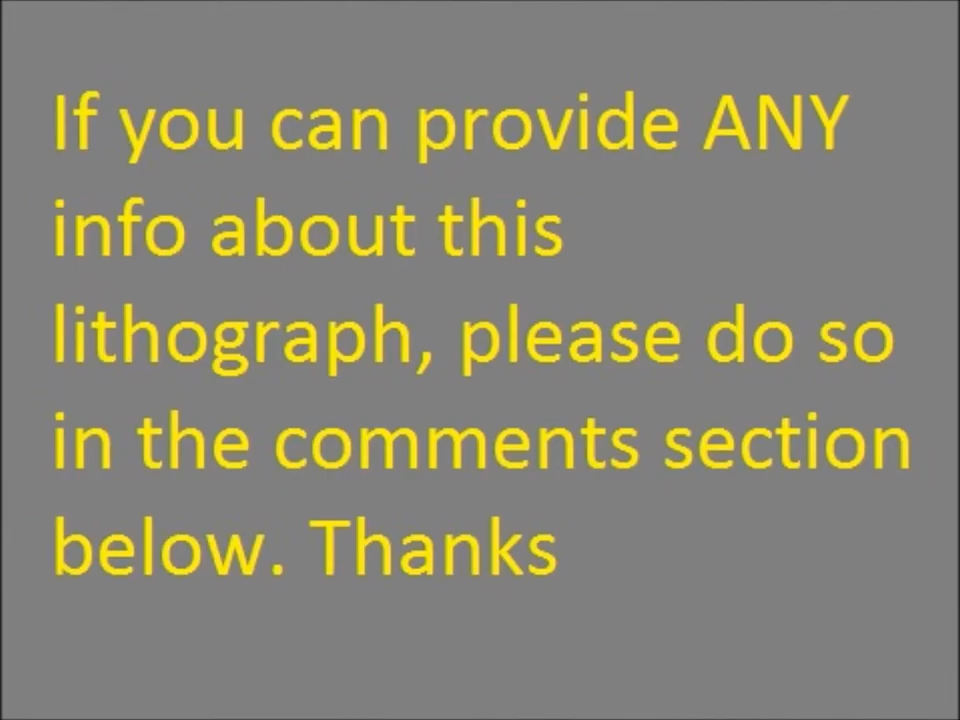 If you can provide ANY
info about this
lithograph, please do so
in the comments section
below. Thanks